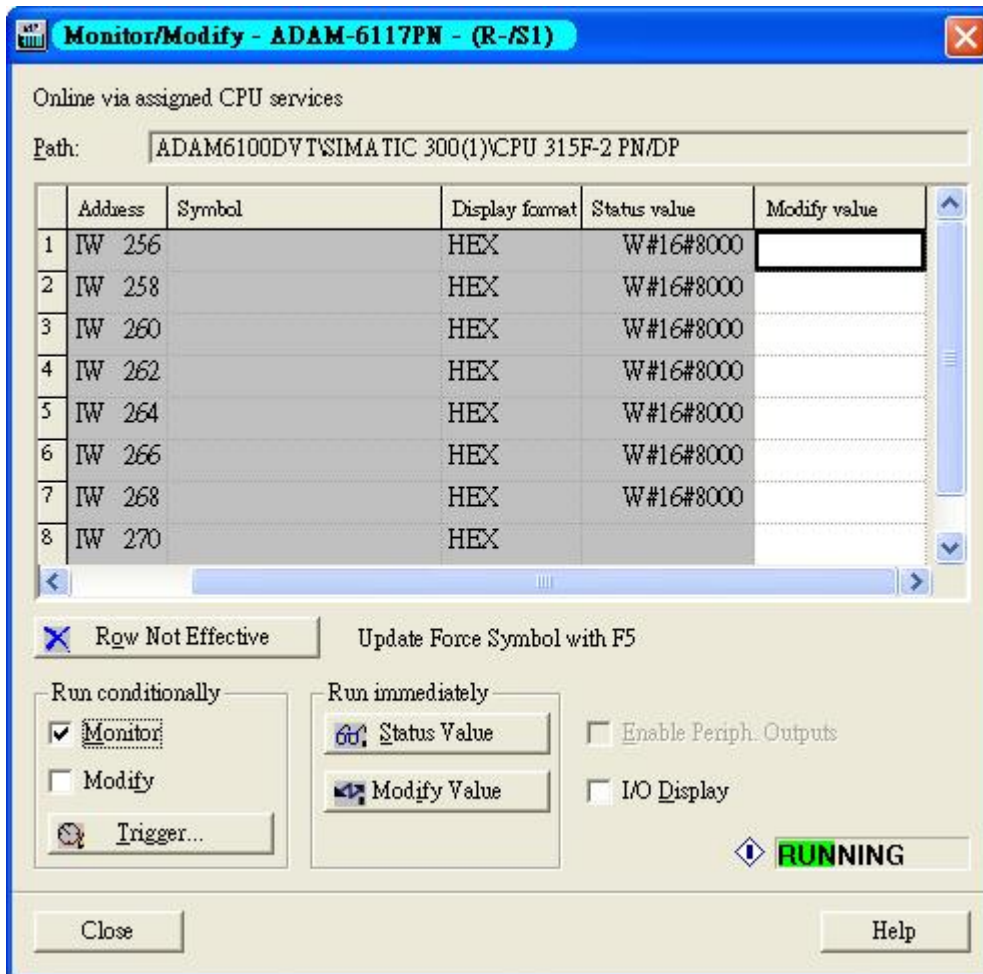 Monitor/Modify - ADAM-6117PN - (R-/S1)
Online via assigned CPU services
Path: ADAM6100DVT\SIMATIC 300(1)\CPU 315F-2 PN/DP
Address Symbol Display format Status value Modify value
1 IW 256 HEX W#16#8000
2 IW 258 HEX W#16#8000
3 IW 260 HEX W#16#8000
4 IW 262 HEX W#16#8000
5 IW 264 HEX W#16#8000
6 IW 266 HEX W#16#8000
7 IW 268 HEX W#16#8000
8 IW 270 HEX
Row Not Effective Update Force Symbol with F5
Run conditionally Run immediately
Monitor Status Value Enable Periph. Outputs
Modify Modify Value I/O Display
Trigger...
RUNNING
Close Help